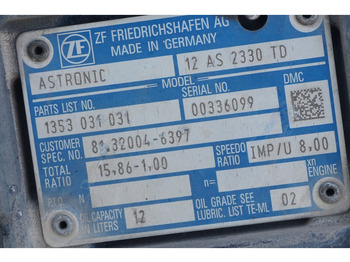 ZF
ZF FRIEDRICHSHAFEN AG
MADE IN GERMANY
ASTRONIC
12 AS 2330 TD
MODEL
PARTS LIST NO.
SERIAL NO.
DMC
1353 031 031
00336099
CUSTOMER SPEC. NO.
81.32004-6397
TOTAL RATIO
15,86-1,00
SPEEDO RATIO
IMP/U 8,00
P.T.O. N
n=
xn ENGINE
OIL CAPACITY IN LITERS
12
OIL GRADE SEE LUBRIC. LIST TE-ML
02